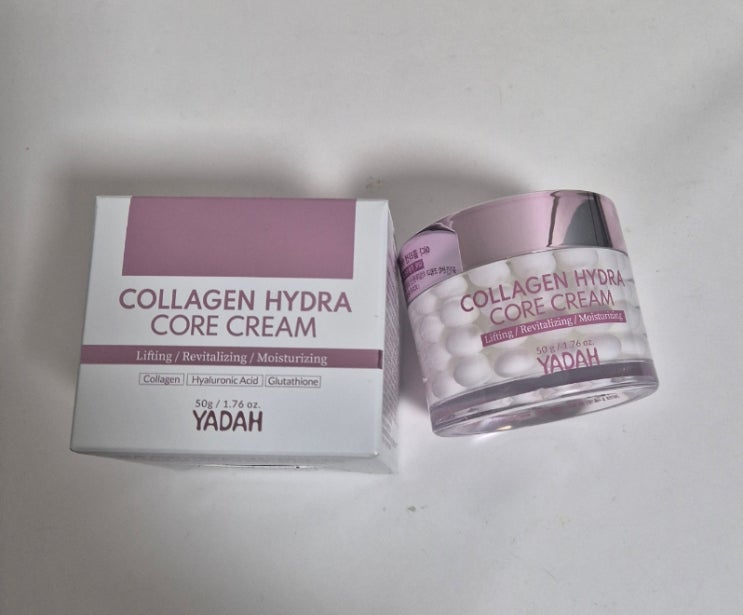 COLLAGEN HYDRA
CORE CREAM
Lifting / Revitalizing / Moisturizing
Collagen Hyaluronic Acid Glutathione
50g / 1.76 oz.
YADAH
COLLAGEN HYDRA
CORE CREAM
Lifting / Revitalizing / Moisturizing
50 g / 1.76 oz.
YADAH